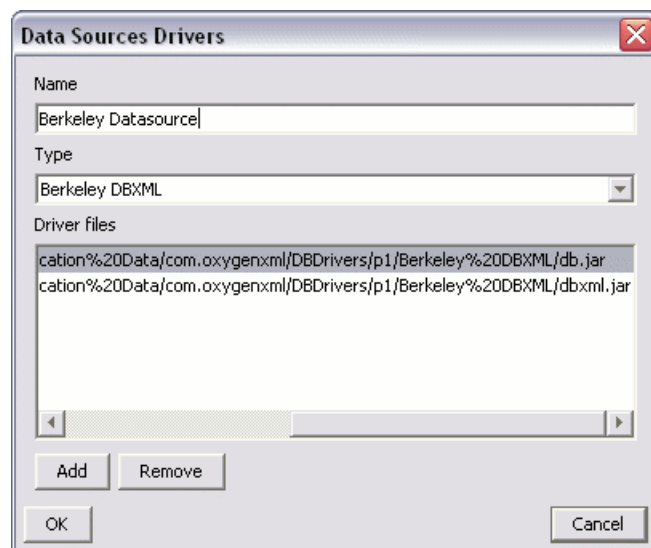 Data Sources Drivers
Name
Berkeley Datasource
Type
Berkeley DBXML
Driver files
cation%20Data/com.oxygenxml/DBDrivers/p1/Berkeley%20DBXML/db.jar
cation%20Data/com.oxygenxml/DBDrivers/p1/Berkeley%20DBXML/dbxml.jar
Add Remove
OK Cancel